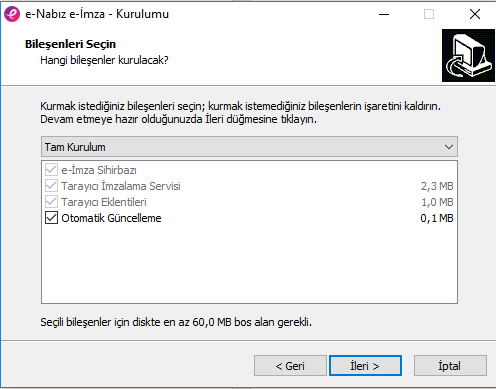 e-Nabız e-İmza - Kurulumu
Bileşenleri Seçin
Hangi bileşenler kurulacak?
Kurmak istediğiniz bileşenleri seçin; kurmak istemediğiniz bileşenlerin işaretini kaldırın.
Devam etmeye hazır olduğunuzda İleri düğmesine tıklayın.
Tam Kurulum
e-İmza Sihirbazı
Tarayıcı İmzalama Servisi 2,3 MB
Tarayıcı Eklentileri 1,0 MB
Otomatik Güncelleme 0,1 MB
Seçili bileşenler için diskte en az 60,0 MB bos alan gerekli.
< Geri İleri > İptal